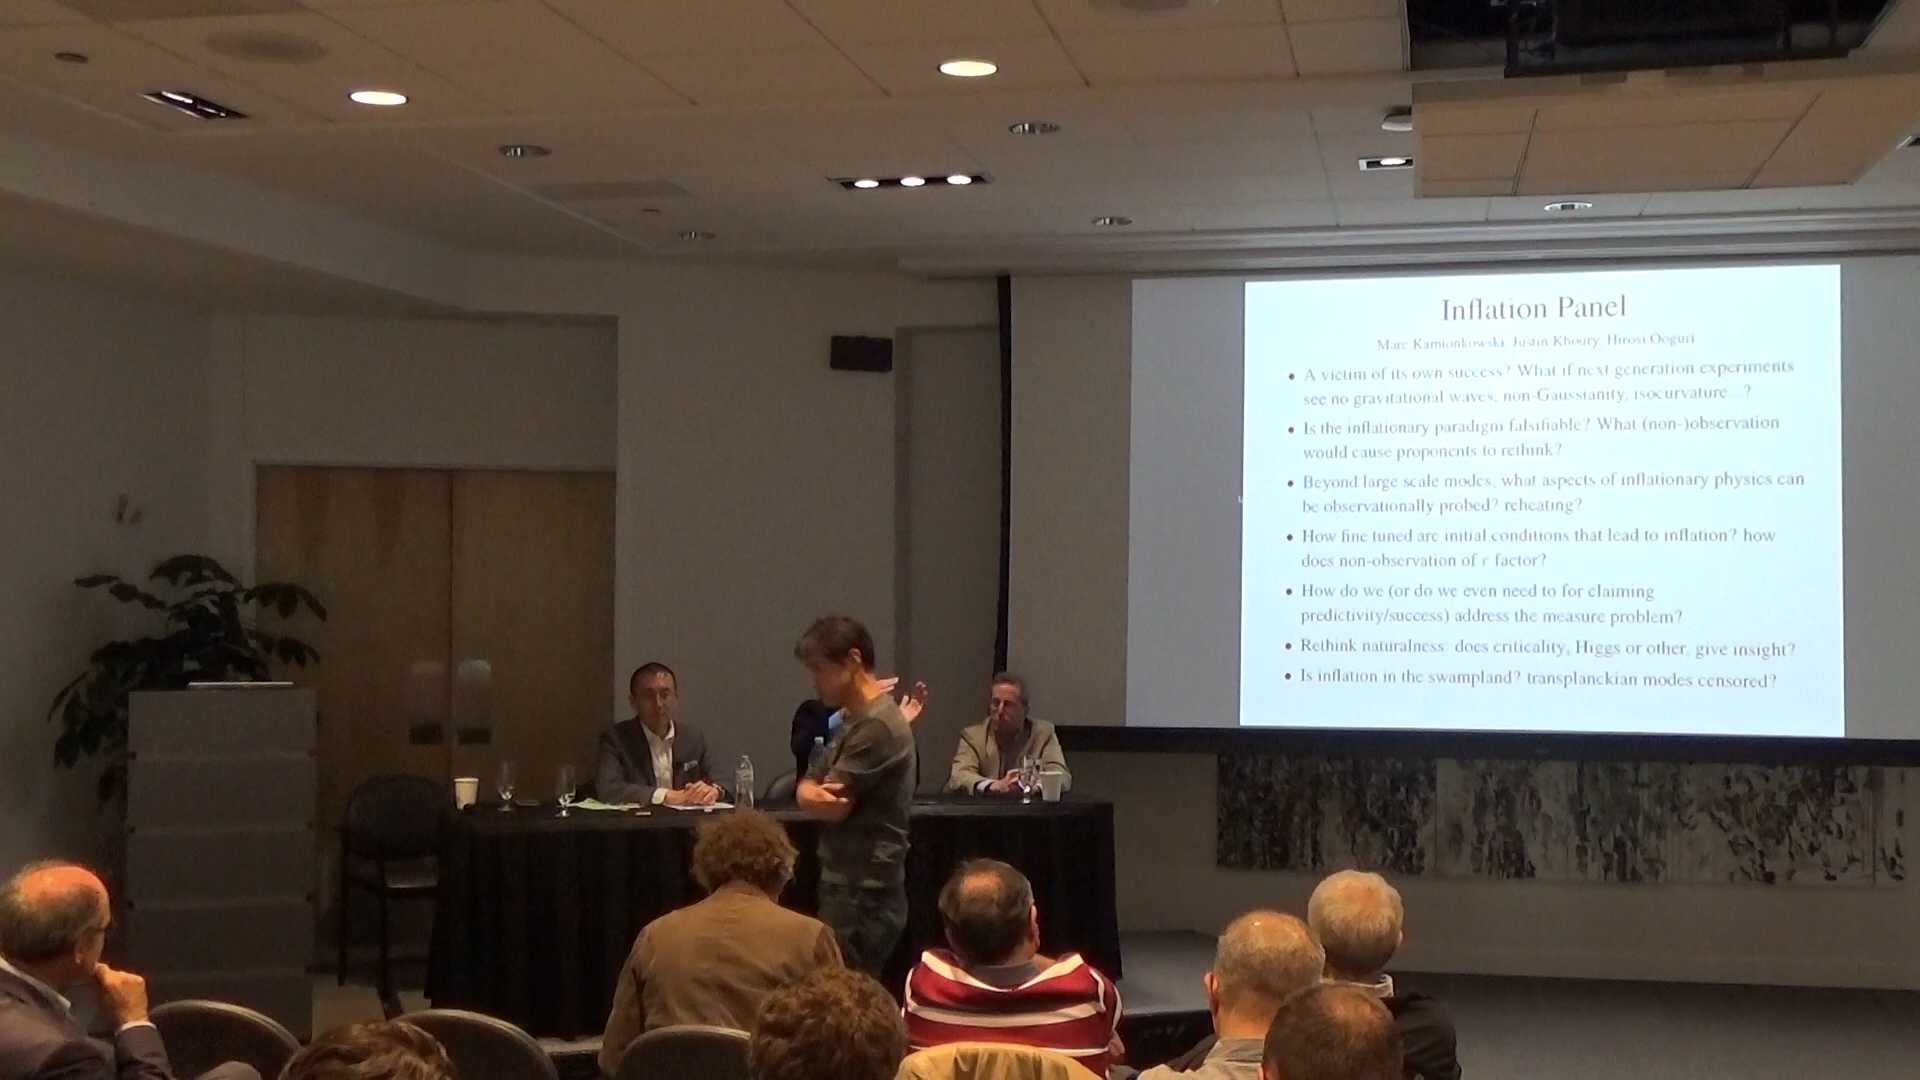 Inflation Panel
Marc Kamionkowski, Justin Khoury, Hirosi Ooguri
• A victim of its own success? What if next generation experiments
see no gravitational waves, non-Gaussianity, isocurvature...?
• Is the inflationary paradigm falsifiable? What (non-)observation
would cause proponents to rethink?
• Beyond large scale modes, what aspects of inflationary physics can
be observationally probed? reheating?
• How fine tuned are initial conditions that lead to inflation? how
does non-observation of r factor?
• How do we (or do we even need to for claiming
predictivity/success) address the measure problem?
• Rethink naturalness: does criticality, Higgs or other, give insight?
• Is inflation in the swampland? transplanckian modes censored?